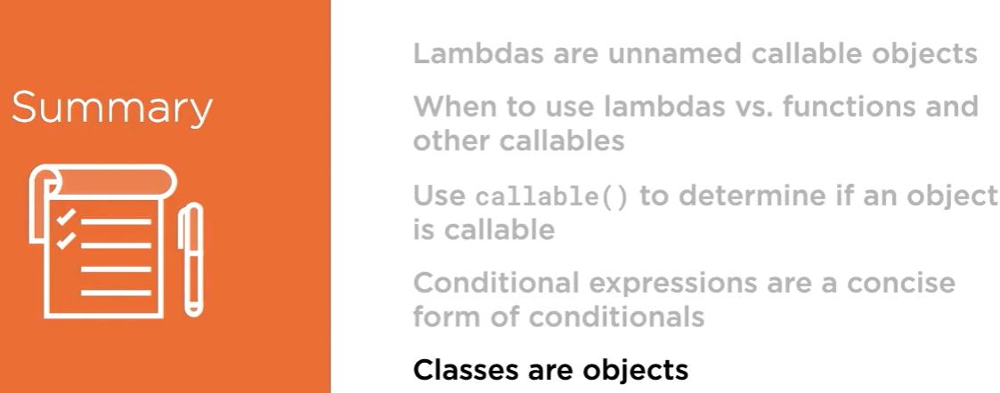 Summary
Lambdas are unnamed callable objects
When to use lambdas vs. functions and
other callables
Use callable() to determine if an object
is callable
Conditional expressions are a concise
form of conditionals
Classes are objects